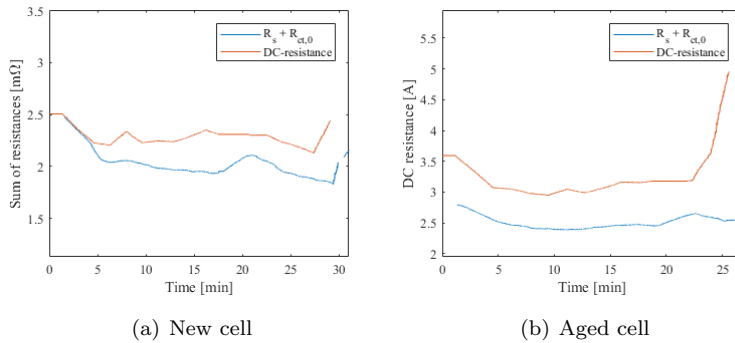 3.5
3
2.5
2
1.5
Sum of resistances [mΩ]
0 5 10 15 20 25 30
Time [min]
R_s + R_ct,0
DC-resistance
(a) New cell
5.5
5
4.5
4
3.5
3
2.5
2
DC resistance [A]
0 5 10 15 20 25
Time [min]
R_s + R_ct,0
DC-resistance
(b) Aged cell